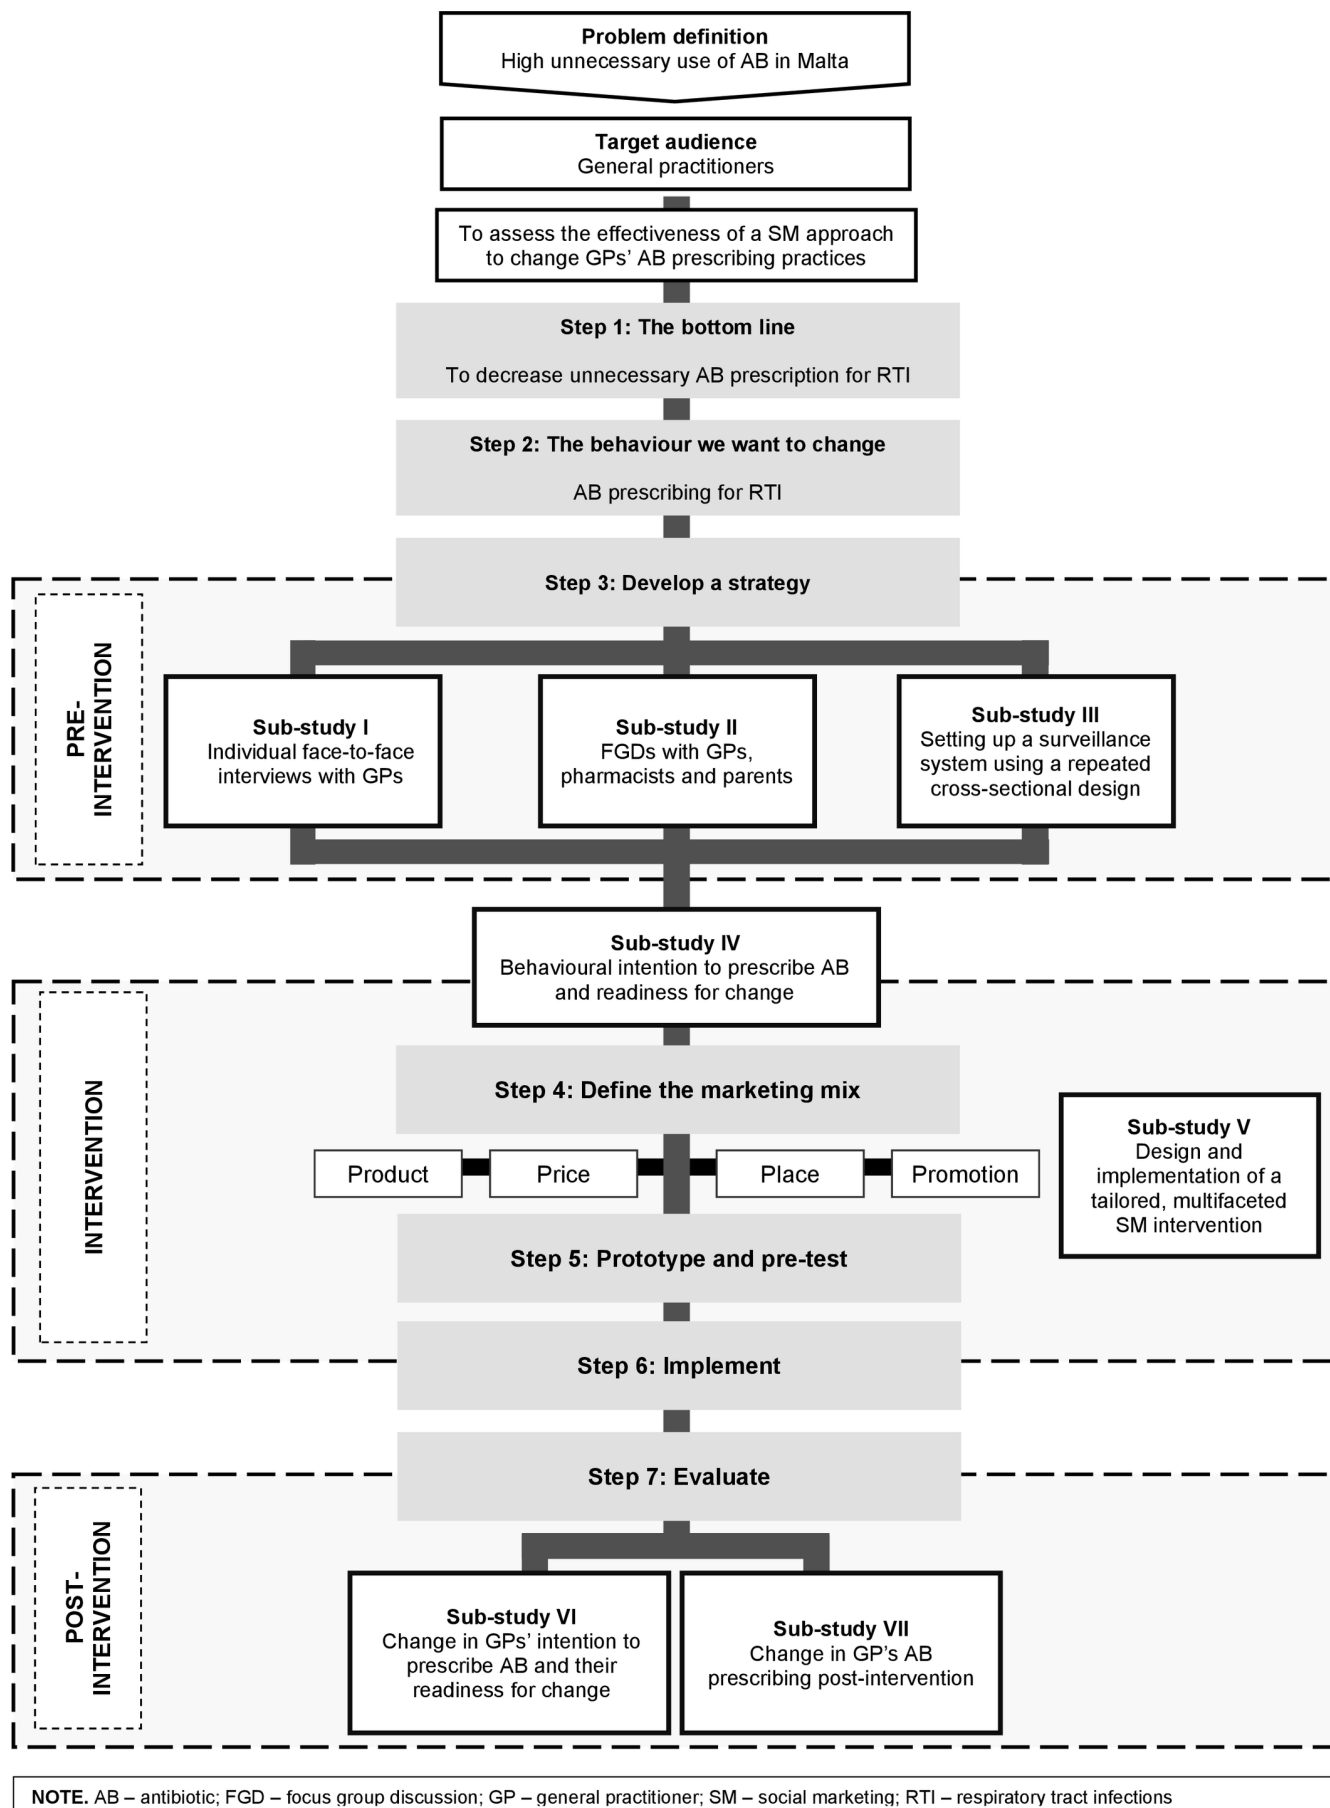 Problem definition
High unnecessary use of AB in Malta
Target audience
General practitioners
To assess the effectiveness of a SM approach
to change GPs' AB prescribing practices
Step 1: The bottom line
To decrease unnecessary AB prescription for RTI
Step 2: The behaviour we want to change
AB prescribing for RTI
Step 3: Develop a strategy
PRE-
INTERVENTION
Sub-study I
Individual face-to-face
interviews with GPs
Sub-study II
FGDs with GPs,
pharmacists and parents
Sub-study III
Setting up a surveillance
system using a repeated
cross-sectional design
Sub-study IV
Behavioural intention to prescribe AB
and readiness for change
INTERVENTION
Step 4: Define the marketing mix
Product
Price
Place
Promotion
Sub-study V
Design and
implementation of a
tailored, multifaceted
SM intervention
Step 5: Prototype and pre-test
Step 6: Implement
Step 7: Evaluate
POST-
INTERVENTION
Sub-study VI
Change in GPs' intention to
prescribe AB and their
readiness for change
Sub-study VII
Change in GP's AB
prescribing post-intervention
NOTE. AB – antibiotic; FGD – focus group discussion; GP – general practitioner; SM – social marketing; RTI – respiratory tract infections